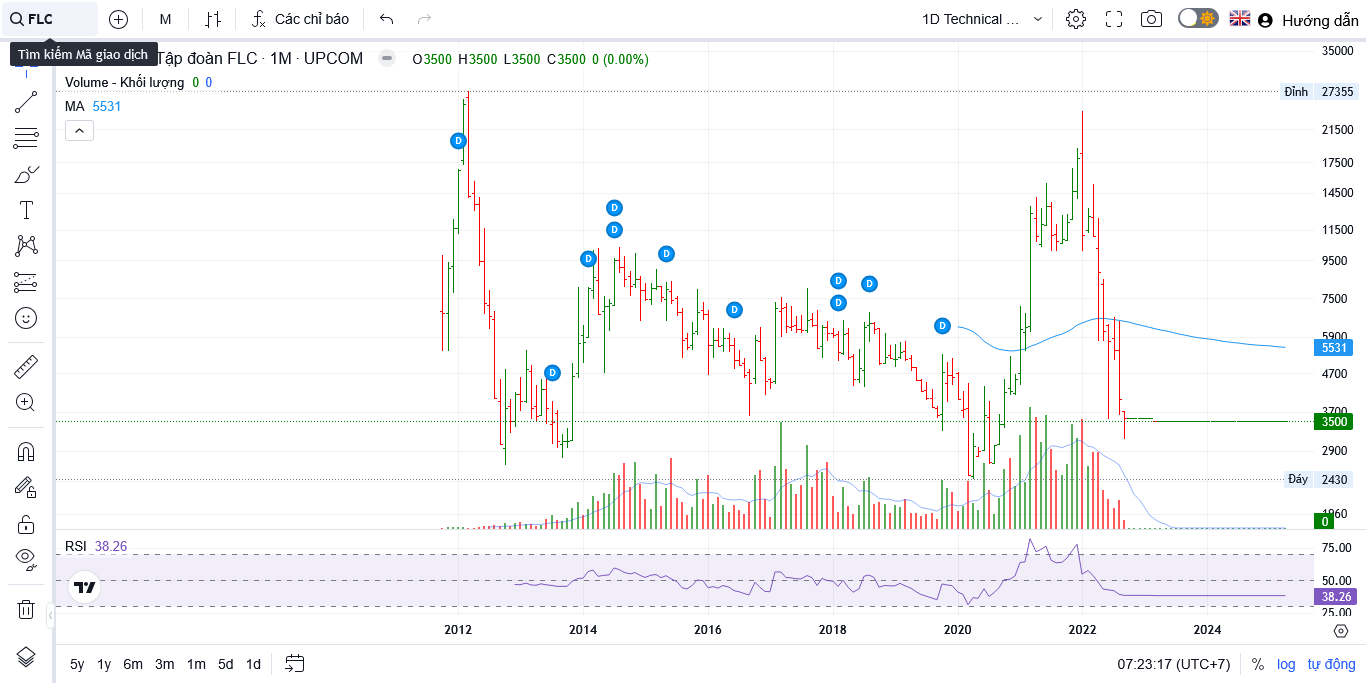 FLC
M
Các chỉ báo
1D Technical ...
Hướng dẫn
Tìm kiếm Mã giao dịch
Tập đoàn FLC · 1M · UPCOM
O3500 H3500 L3500 C3500 0 (0.00%)
Volume - Khối lượng 0 0
MA 5531
35000
Đỉnh 27355
21500
17500
14500
11500
9500
7500
5900
5531
4700
3700
3500
2900
Đáy 2430
1960
0
D
D
D
D
D
D
D
D
D
D
D
RSI 38.26
75.00
50.00
38.26
25.00
2012 2014 2016 2018 2020 2022 2024
5y 1y 6m 3m 1m 5d 1d
07:23:17 (UTC+7)
% log tự động